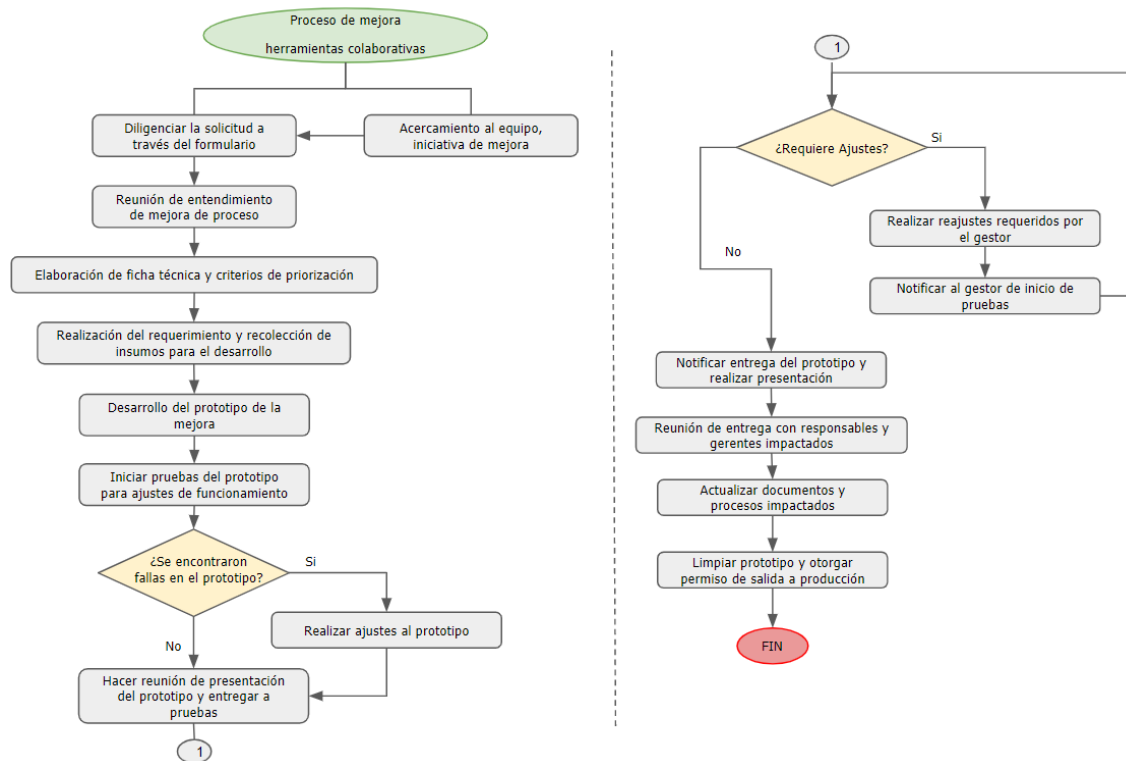 Proceso de mejora
herramientas colaborativas
Diligenciar la solicitud a
través del formulario
Acercamiento al equipo,
iniciativa de mejora
Reunión de entendimiento
de mejora de proceso
Elaboración de ficha técnica y criterios de priorización
Realización del requerimiento y recolección de
insumos para el desarrollo
Desarrollo del prototipo de la
mejora
Iniciar pruebas del prototipo
para ajustes de funcionamiento
¿Se encontraron
fallas en el prototipo?
Si
Realizar ajustes al prototipo
No
Hacer reunión de presentación
del prototipo y entregar a
pruebas
1
1
¿Requiere Ajustes?
Si
Realizar reajustes requeridos por
el gestor
No
Notificar al gestor de inicio de
pruebas
Notificar entrega del prototipo y
realizar presentación
Reunión de entrega con responsables y
gerentes impactados
Actualizar documentos y
procesos impactados
Limpiar prototipo y otorgar
permiso de salida a producción
FIN